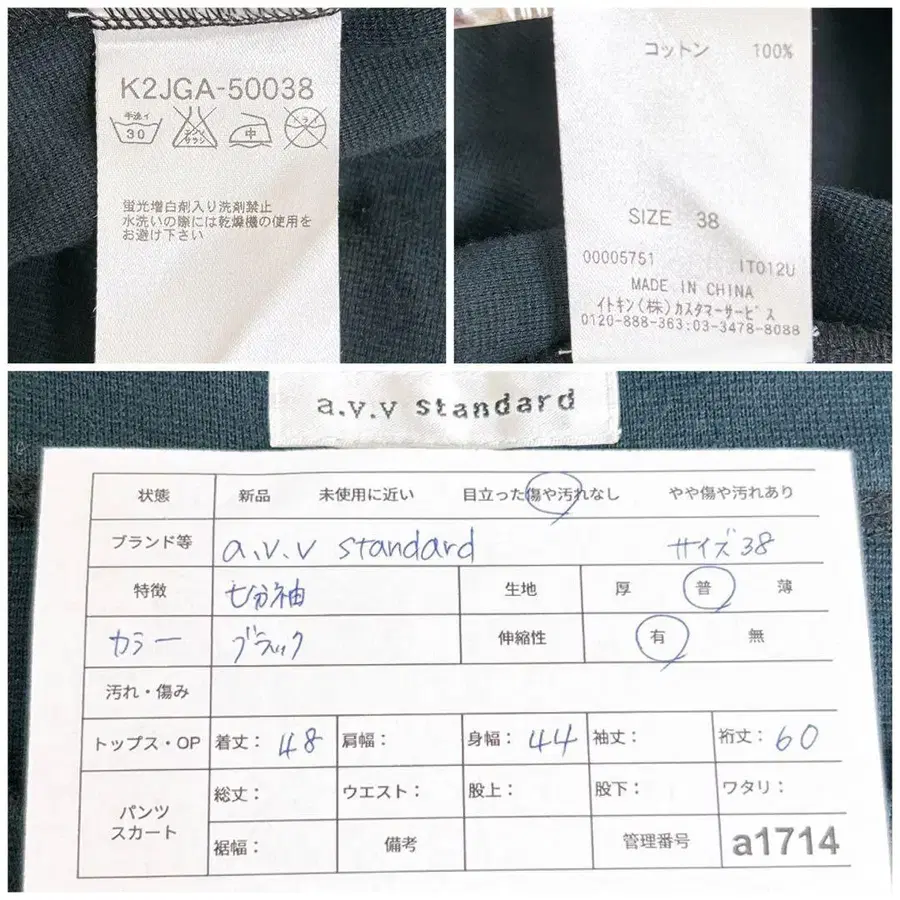 K2JGA-50038
手洗イ
30
エンソ
サラシ
中
ドライ
蛍光増白剤入り洗剤禁止
水洗いの際には乾燥機の使用を
お避け下さい
コットン 100%
SIZE 38
00005751 IT012U
MADE IN CHINA
イトキン(株)カスタマーサービス
0120-888-363:03-3478-8088
a.v.v standard
状態 新品 未使用に近い 目立った傷や汚れなし やや傷や汚れあり
ブランド等 a.v.v standard サイズ38
特徴 七分袖 生地 厚 普 薄
カラー ブラック 伸縮性 有 無
汚れ・傷み
トップス・OP 着丈: 48 肩幅: 身幅: 44 袖丈: 裄丈: 60
パンツ
スカート
総丈: ウエスト: 股上: 股下: ワタリ:
裾幅: 備考 管理番号 a1714